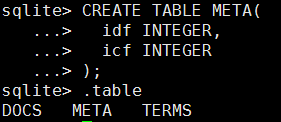 sqlite> CREATE TABLE META(
   ...>   idf INTEGER,
   ...>   icf INTEGER
   ...> );
sqlite> .table
DOCS   META   TERMS